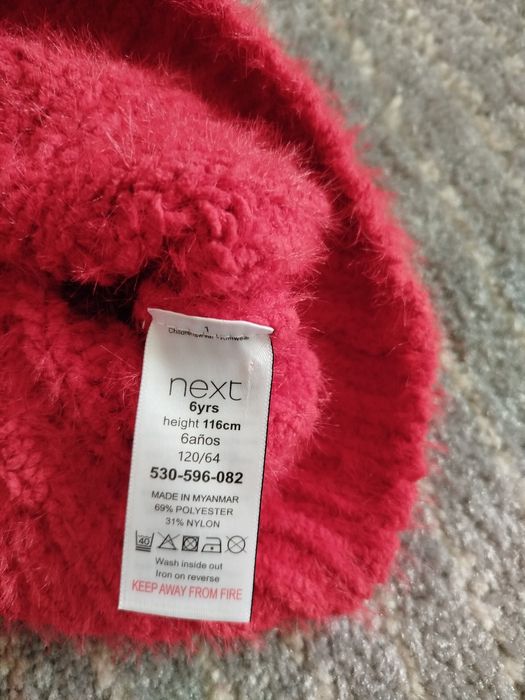 next
6yrs
height 116cm
6años
120/64
530-596-082
MADE IN MYANMAR
69% POLYESTER
31% NYLON
40
Wash inside out
Iron on reverse
KEEP AWAY FROM FIRE